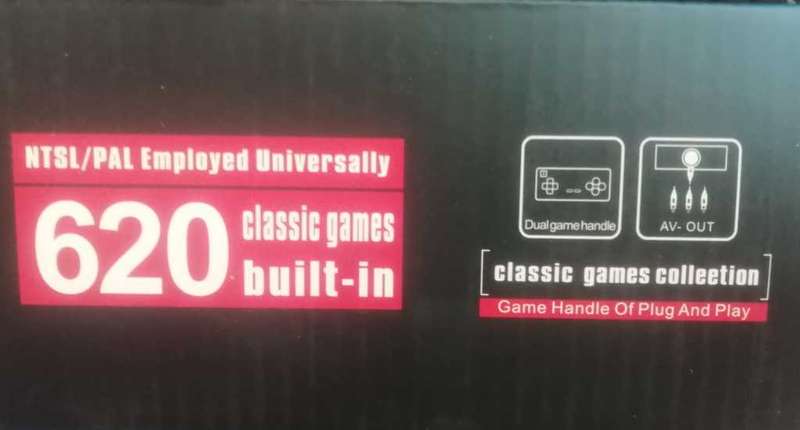 NTSL/PAL Employed Universally
620 classic games
built-in
Dual game handle
AV- OUT
classic games colleetion
Game Handle Of Plug And Play